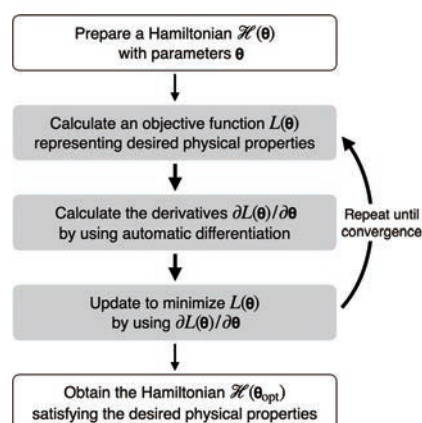 Prepare a Hamiltonian ℋ(θ)
with parameters θ
Calculate an objective function L(θ)
representing desired physical properties
Calculate the derivatives ∂L(θ)/∂θ
by using automatic differentiation
Repeat until
convergence
Update to minimize L(θ)
by using ∂L(θ)/∂θ
Obtain the Hamiltonian ℋ(θopt)
satisfying the desired physical properties